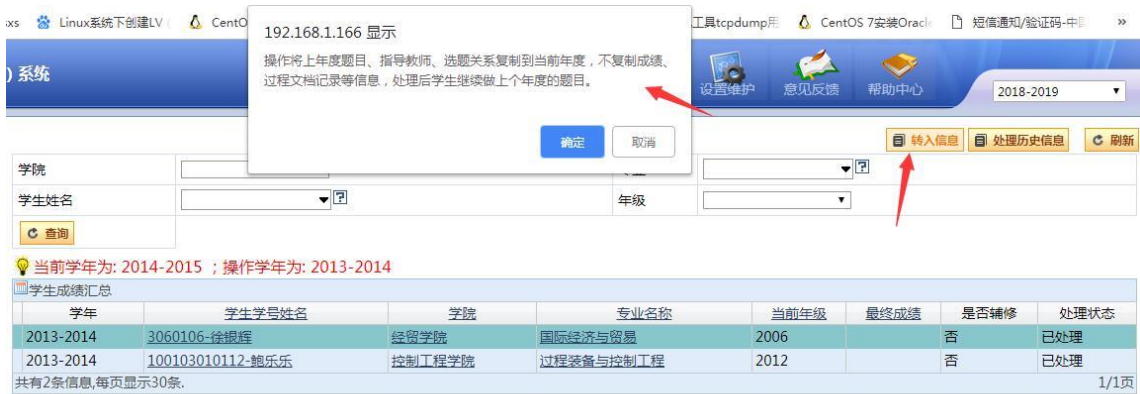 sxs Linux系统下创建LV CentO 工具tcpdump用 CentOS 7安装Oracl 短信通知/验证码-中国 »
192.168.1.166 显示
操作将上年度题目、指导教师、选题关系复制到当前年度，不复制成绩、
过程文档记录等信息，处理后学生继续做上个年度的题目。
确定 取消
) 系统
设置维护 意见反馈 帮助中心
2018-2019
转入信息 处理历史信息 刷新
学院
学生姓名 年级
查询
当前学年为: 2014-2015 ；操作学年为: 2013-2014
学生成绩汇总
学年 学生学号姓名 学院 专业名称 当前年级 最终成绩 是否辅修 处理状态
2013-2014 3060106-徐银辉 经贸学院 国际经济与贸易 2006 否 已处理
2013-2014 100103010112-鲍乐乐 控制工程学院 过程装备与控制工程 2012 否 已处理
共有2条信息,每页显示30条. 1/1页